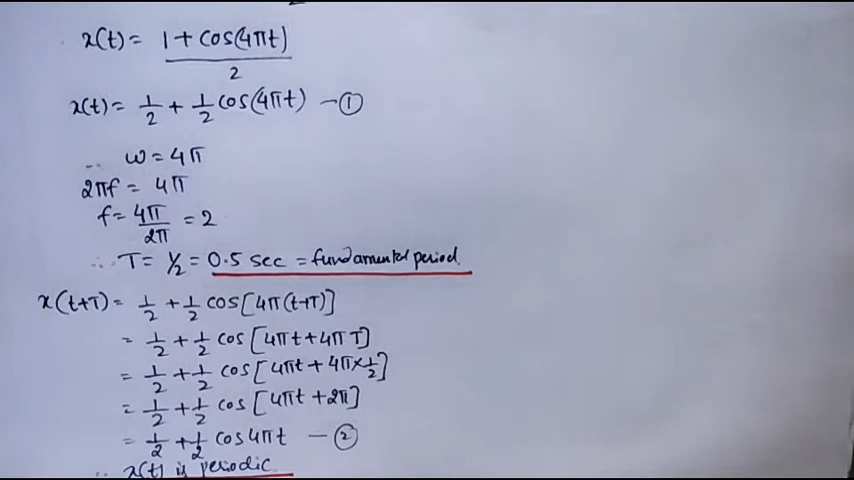 x(t) = 1 + cos(4πt)
2
x(t) = 1/2 + 1/2 cos(4πt) — ①
∴ ω = 4π
2πf = 4π
f = 4π/2π = 2
∴ T = 1/2 = 0.5 sec = fundamental period.
x(t+T) = 1/2 + 1/2 cos[4π(t+T)]
= 1/2 + 1/2 cos[4πt + 4πT]
= 1/2 + 1/2 cos[4πt + 4π×1/2]
= 1/2 + 1/2 cos[4πt + 2π]
= 1/2 + 1/2 cos4πt — ②
∴ x(t) is periodic